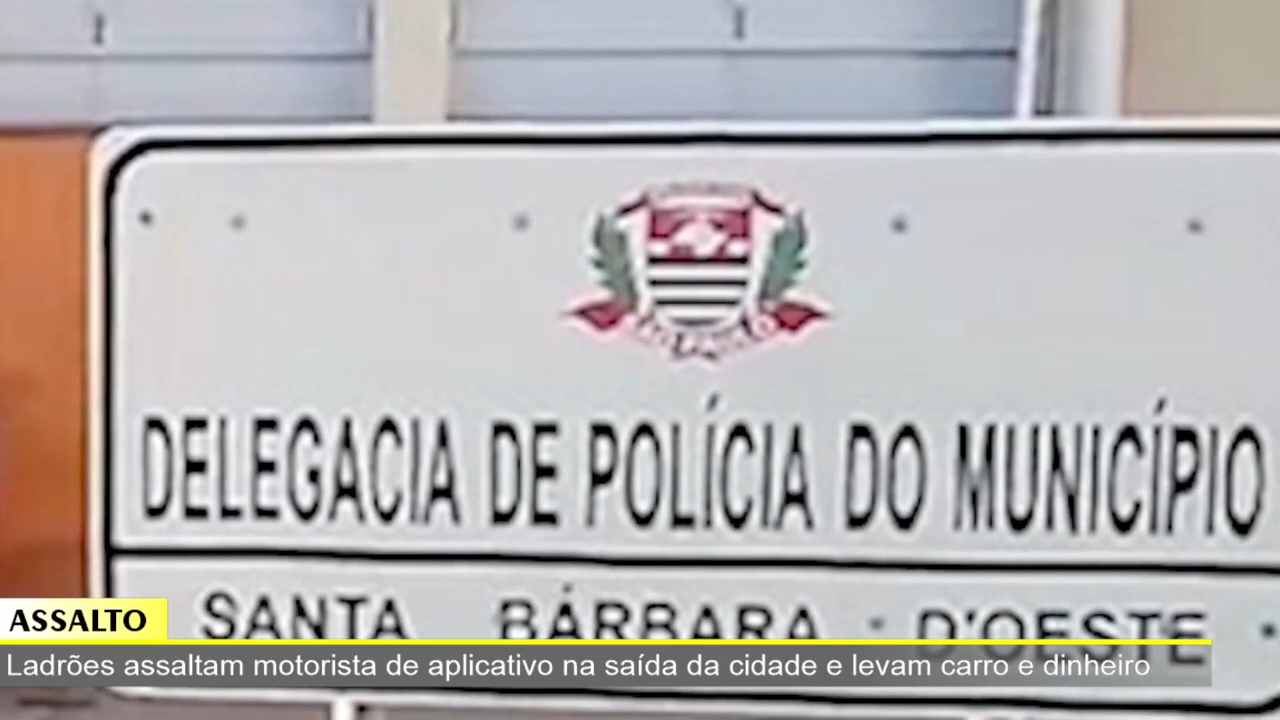 DELEGACIA DE POLÍCIA DO MUNICÍPIO
SANTA BÁRBARA D'OESTE
ASSALTO
Ladrões assaltam motorista de aplicativo na saída da cidade e levam carro e dinheiro